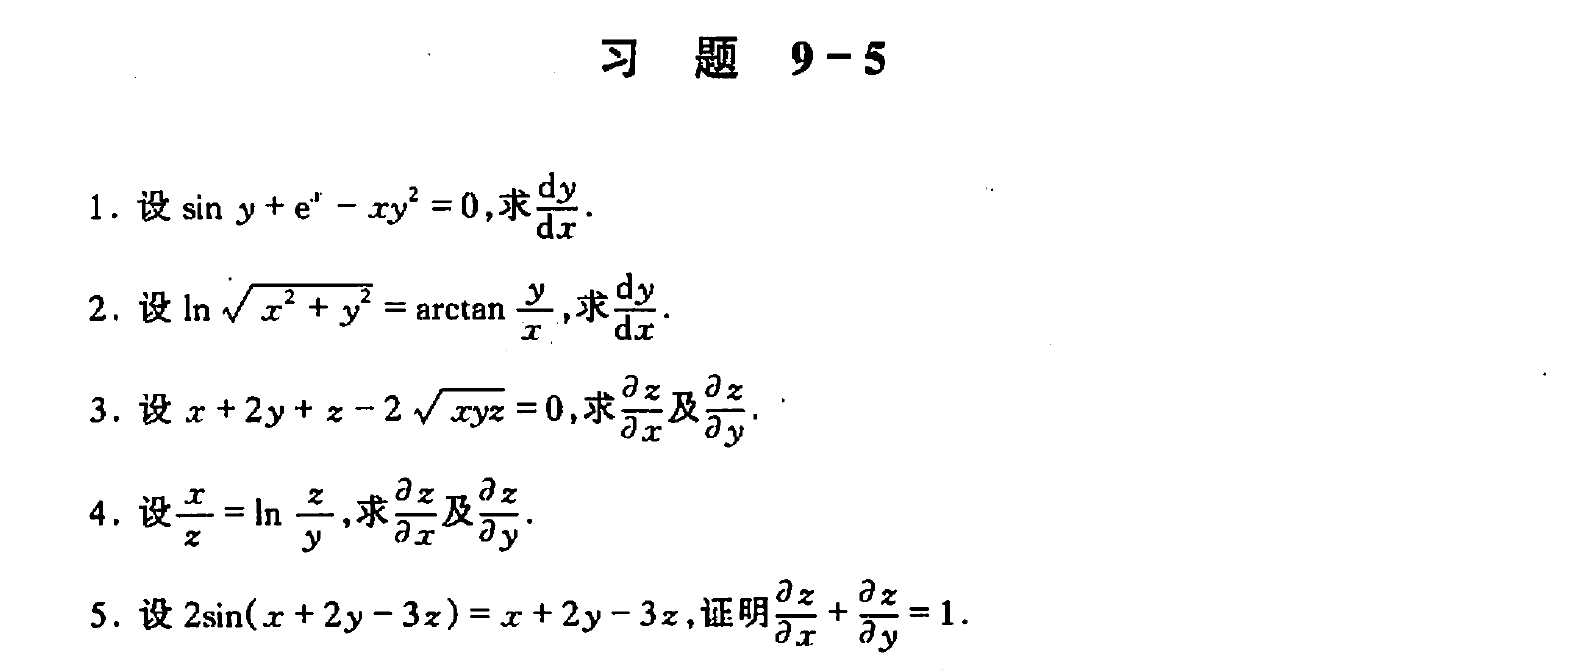 习 题 9-5
1. 设 sin y + eˣ - xy² = 0,求 dy/dx.
2. 设 ln √(x² + y²) = arctan y/x,求 dy/dx.
3. 设 x + 2y + z - 2√(xyz) = 0,求 ∂z/∂x 及 ∂z/∂y.
4. 设 x/z = ln z/y,求 ∂z/∂x 及 ∂z/∂y.
5. 设 2sin(x + 2y - 3z) = x + 2y - 3z,证明 ∂z/∂x + ∂z/∂y = 1.